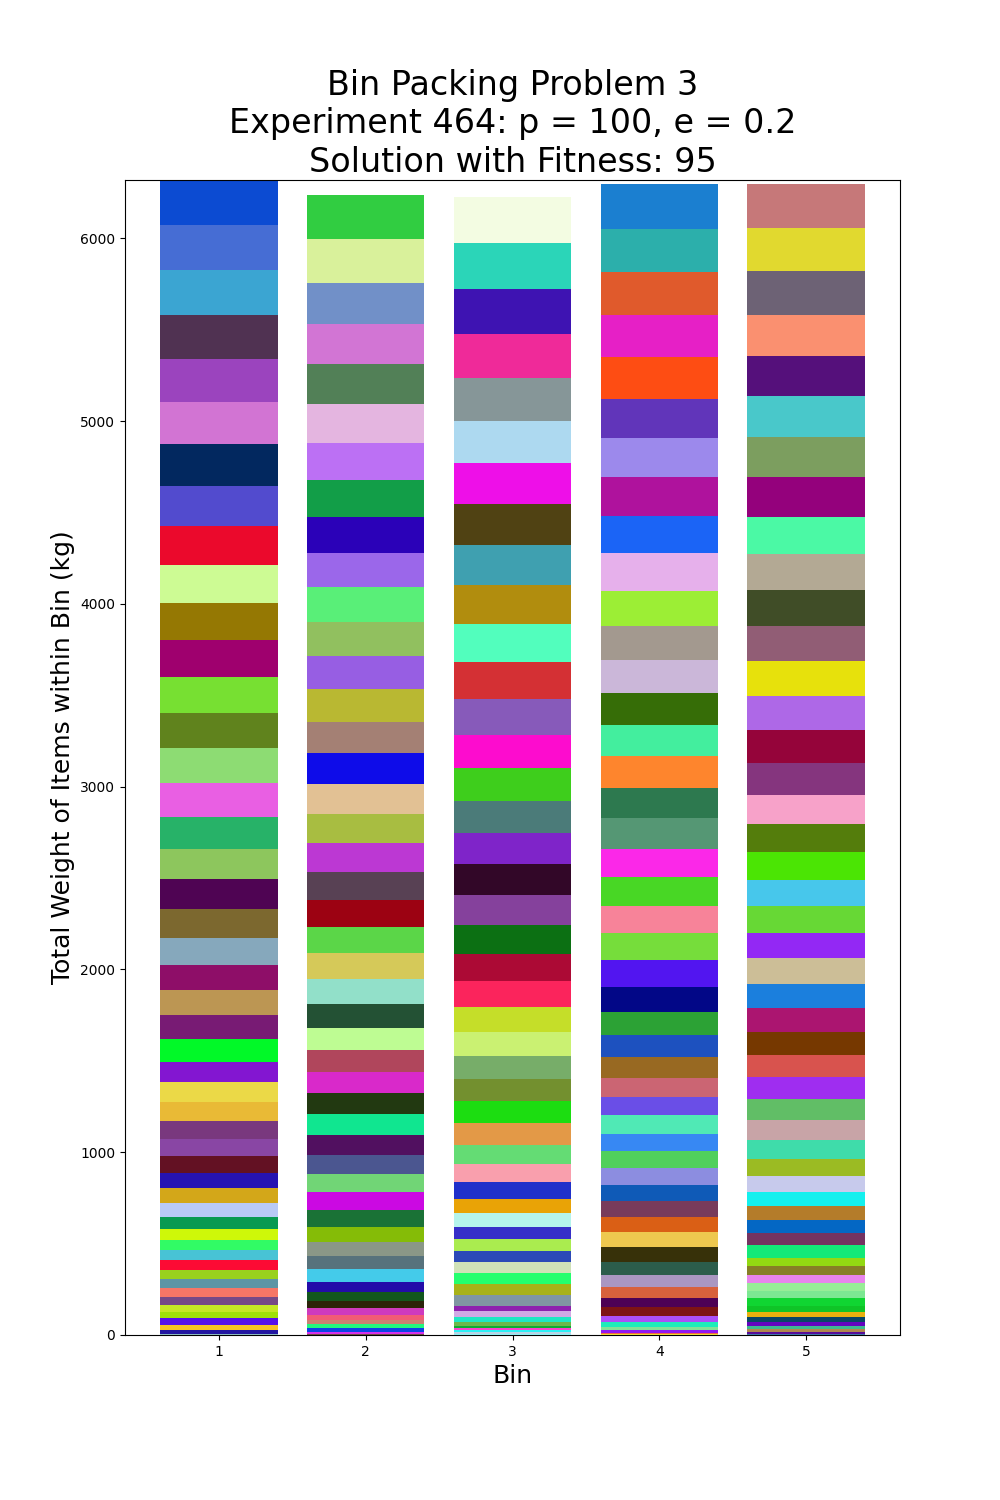 Bin Packing Problem 3
Experiment 464: p = 100, e = 0.2
Solution with Fitness: 95
Total Weight of Items within Bin (kg)
6000
5000
4000
3000
2000
1000
0
1 2 3 4 5
Bin